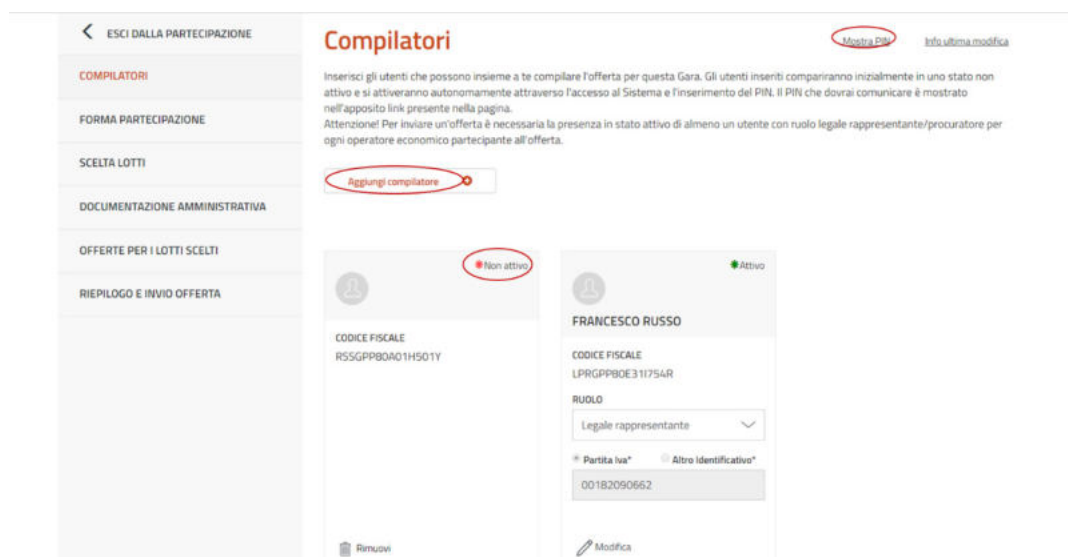 ESCI DALLA PARTECIPAZIONE
COMPILATORI
FORMA PARTECIPAZIONE
SCELTA LOTTI
DOCUMENTAZIONE AMMINISTRATIVA
OFFERTE PER I LOTTI SCELTI
RIEPILOGO E INVIO OFFERTA
Compilatori
Mostra PIN
Info ultima modifica
Inserisci gli utenti che possono insieme a te compilare l'offerta per questa Gara. Gli utenti inseriti compariranno inizialmente in uno stato non
attivo e si attiveranno autonomamente attraverso l'accesso al Sistema e l'inserimento del PIN. Il PIN che dovrai comunicare è mostrato
nell'apposito link presente nella pagina.
Attenzione! Per inviare un'offerta è necessaria la presenza in stato attivo di almeno un utente con ruolo legale rappresentante/procuratore per
ogni operatore economico partecipante all'offerta.
Aggiungi compilatore
Non attivo
CODICE FISCALE
RSSGPP80A01H501Y
Rimuovi
Attivo
FRANCESCO RUSSO
CODICE FISCALE
LPRGPP80E31I754R
RUOLO
Legale rappresentante
Partita Iva* Altro Identificativo*
00182090662
Modifica